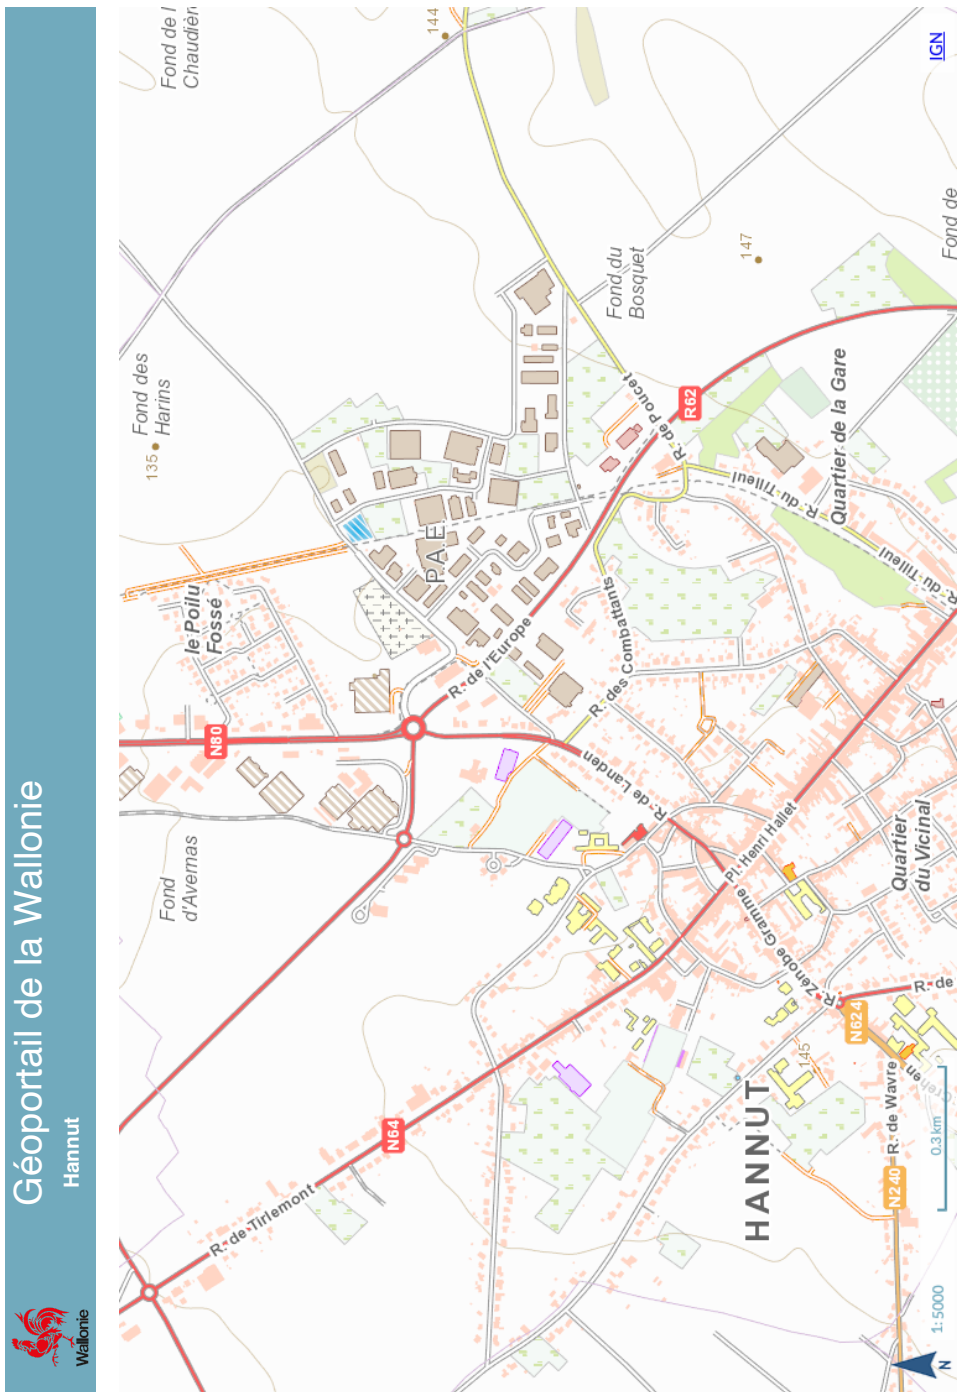 Géoportail de la Wallonie
Hannut
Wallonie
Fond de l
Chaudièr
144
IGN
Fond des
Harins
135
Fond du
Bosquet
147
Fond de
le Poilu
Fossé
P.A.E.
R. de Poucet
R62
Quartier de la Gare
R. du Tilleul
R. du Tilleul
R. de l'Europe
R. des Combattants
N80
R. de Landen
Fond
d'Avernas
Pl. Henri Hallet
Quartier
du Vicinal
R. Zénobe Gramme
N64
R. de Tirlemont
HANNUT
145
R. de
N624
R. de Wavre
N240
0.3 km
1: 5000
N